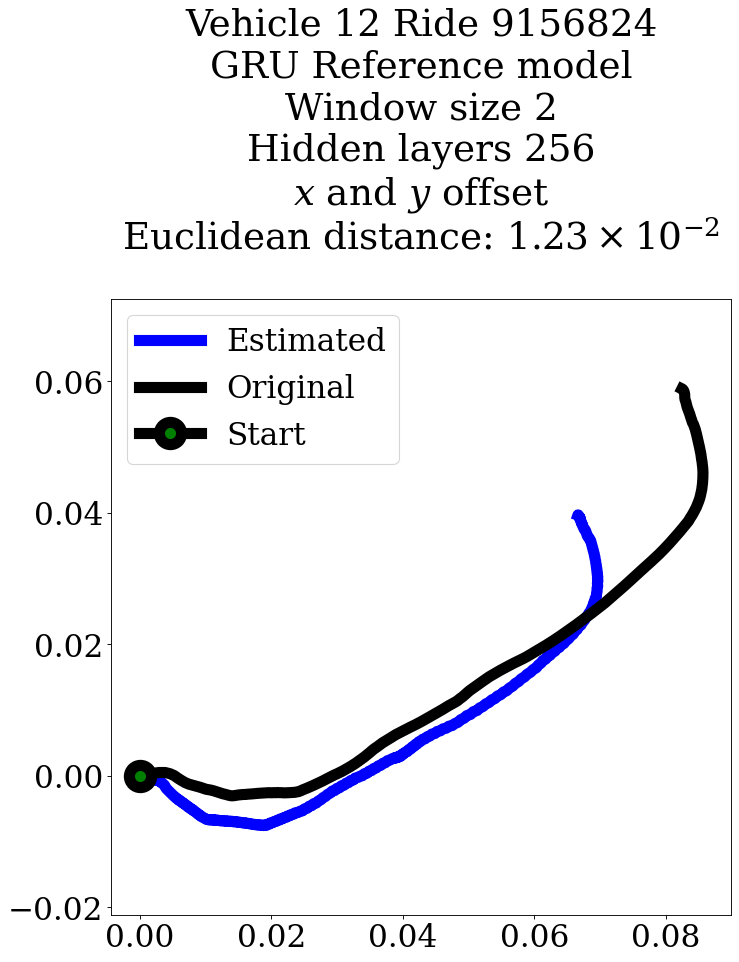 Vehicle 12 Ride 9156824
GRU Reference model
Window size 2
Hidden layers 256
x and y offset
Euclidean distance: 1.23 × 10⁻²
Estimated
Original
Start
0.06
0.04
0.02
0.00
−0.02
0.00 0.02 0.04 0.06 0.08